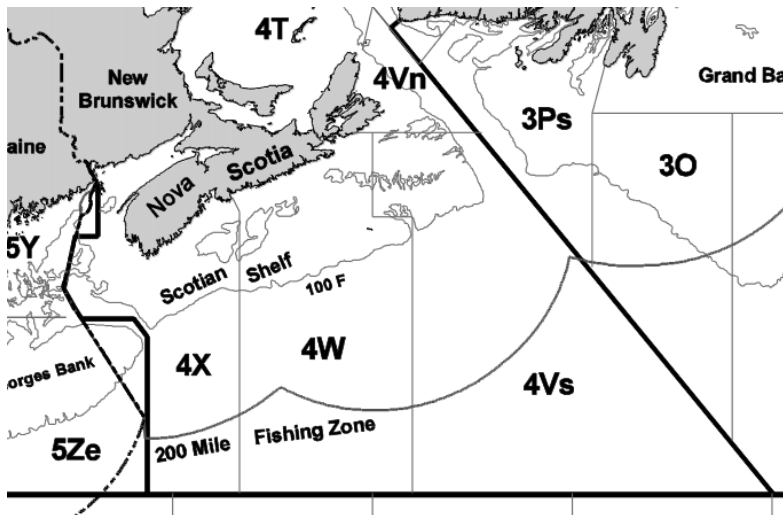 4T
New
Brunswick
4Vn
Grand Ba
3Ps
aine
Nova Scotia
3O
5Y
Scotian Shelf
100 F
orges Bank
4X
4W
4Vs
5Ze
200 Mile Fishing Zone